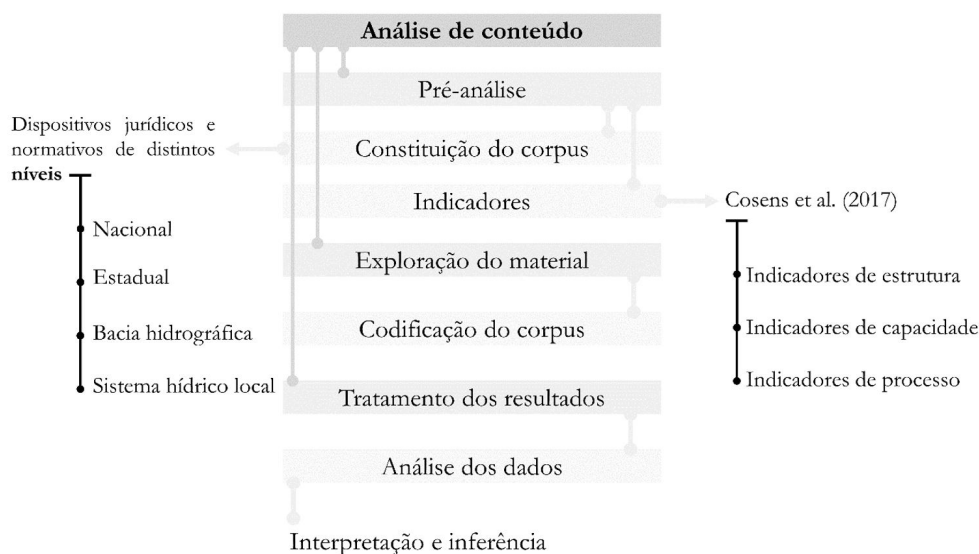 Análise de conteúdo
Pré-análise
Dispositivos jurídicos e
normativos de distintos
níveis
Nacional
Estadual
Bacia hidrográfica
Sistema hídrico local
Constituição do corpus
Indicadores
Cosens et al. (2017)
Indicadores de estrutura
Indicadores de capacidade
Indicadores de processo
Exploração do material
Codificação do corpus
Tratamento dos resultados
Análise dos dados
Interpretação e inferência